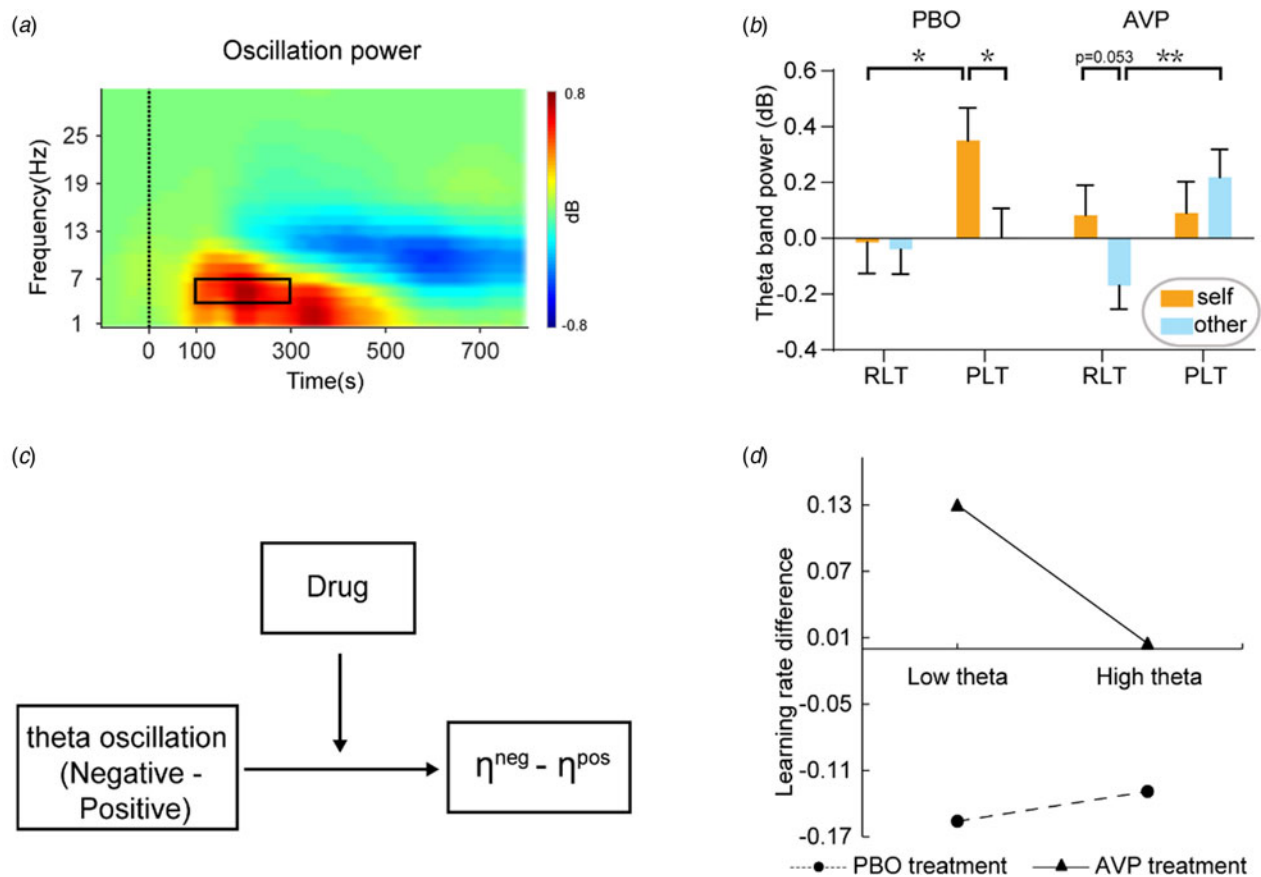 (a)
Oscillation power
Frequency(Hz)
25
19
13
7
1
0 100 300 500 700
Time(s)
0.8
dB
-0.8
(b)
PBO AVP
* * p=0.053 **
Theta band power (dB)
0.6
0.4
0.2
0.0
-0.2
-0.4
self
other
RLT PLT RLT PLT
(c)
Drug
theta oscillation
(Negative -
Positive)
η^neg - η^pos
(d)
Learning rate difference
0.13
0.07
0.01
-0.05
-0.11
-0.17
Low theta High theta
PBO treatment AVP treatment